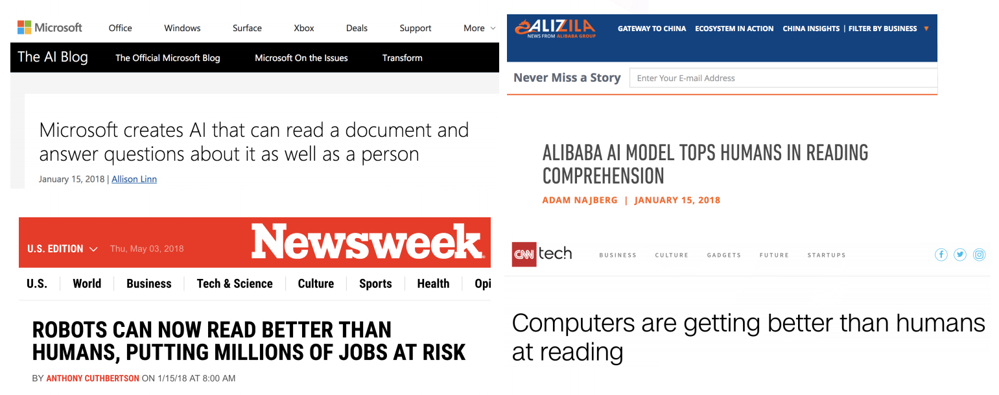 Microsoft Office Windows Surface Xbox Deals Support More
The AI Blog The Official Microsoft Blog Microsoft On the Issues Transform
Microsoft creates AI that can read a document and
answer questions about it as well as a person
January 15, 2018 | Allison Linn
ALIZILA
NEWS FROM ALIBABA GROUP
GATEWAY TO CHINA ECOSYSTEM IN ACTION CHINA INSIGHTS | FILTER BY BUSINESS
Never Miss a Story Enter Your E-mail Address
ALIBABA AI MODEL TOPS HUMANS IN READING
COMPREHENSION
ADAM NAJBERG | JANUARY 15, 2018
U.S. EDITION Thu, May 03, 2018 Newsweek
U.S. World Business Tech & Science Culture Sports Health Opi
ROBOTS CAN NOW READ BETTER THAN
HUMANS, PUTTING MILLIONS OF JOBS AT RISK
BY ANTHONY CUTHBERTSON ON 1/15/18 AT 8:00 AM
CNN tech BUSINESS CULTURE GADGETS FUTURE STARTUPS
Computers are getting better than humans
at reading